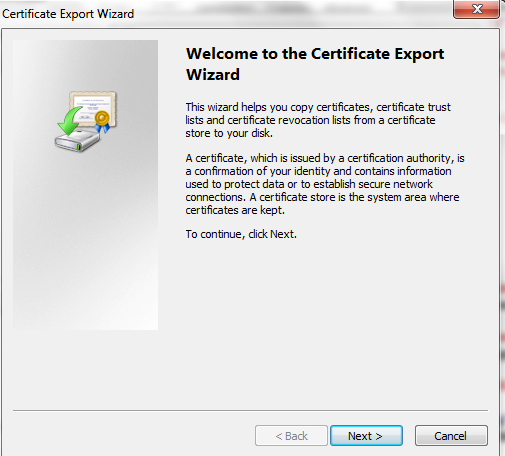 Certificate Export Wizard
X
Welcome to the Certificate Export
Wizard
This wizard helps you copy certificates, certificate trust
lists and certificate revocation lists from a certificate
store to your disk.
A certificate, which is issued by a certification authority, is
a confirmation of your identity and contains information
used to protect data or to establish secure network
connections. A certificate store is the system area where
certificates are kept.
To continue, click Next.
< Back
Next >
Cancel